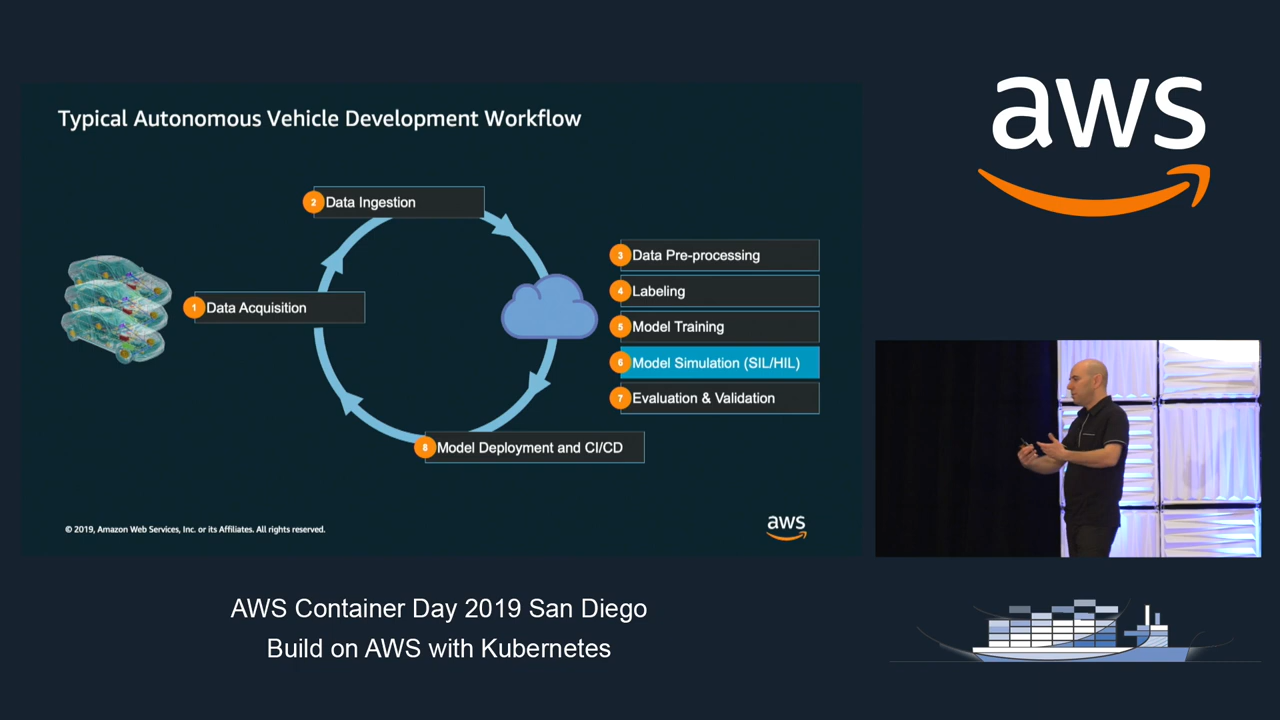 aws
Typical Autonomous Vehicle Development Workflow
2 Data Ingestion
1 Data Acquisition
3 Data Pre-processing
4 Labeling
5 Model Training
6 Model Simulation (SIL/HIL)
7 Evaluation & Validation
8 Model Deployment and CI/CD
© 2019, Amazon Web Services, Inc. or its Affiliates. All rights reserved.
aws
AWS Container Day 2019 San Diego
Build on AWS with Kubernetes